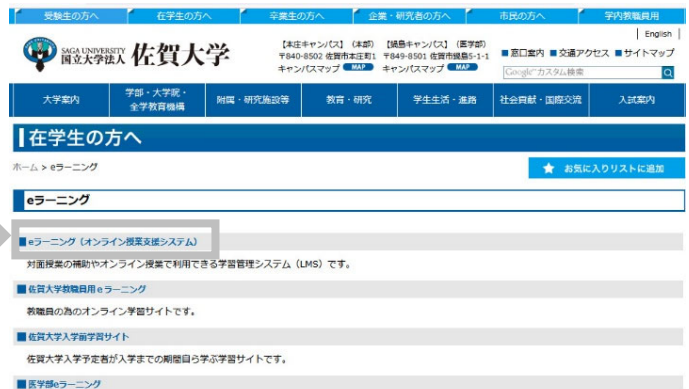 受験生の方へ 在学生の方へ 卒業生の方へ 企業・研究者の方へ 市民の方へ 学内教職員用
English
SAGA UNIVERSITY
国立大学法人 佐賀大学
【本庄キャンパス】（本部）
〒840-8502 佐賀市本庄町1
キャンパスマップ MAP
【鍋島キャンパス】（医学部）
〒849-8501 佐賀市鍋島5-1-1
キャンパスマップ MAP
■窓口案内 ■交通アクセス ■サイトマップ
Google カスタム検索
大学案内 学部・大学院・全学教育機構 附属・研究施設等 教育・研究 学生生活・進路 社会貢献・国際交流 入試案内
在学生の方へ
ホーム > eラーニング
★ お気に入りリストに追加
eラーニング
■eラーニング（オンライン授業支援システム）
対面授業の補助やオンライン授業で利用できる学習管理システム（LMS）です。
■佐賀大学教職員用eラーニング
教職員の為のオンライン学習サイトです。
■佐賀大学入学前学習サイト
佐賀大学入学予定者が入学までの期間自ら学ぶ学習サイトです。
■医学部eラーニング